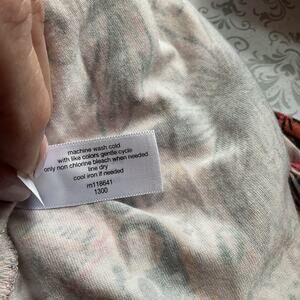 machine wash cold
with like colors gentle cycle
only non chlorine bleach when needed
line dry
cool iron if needed
m118641
1300